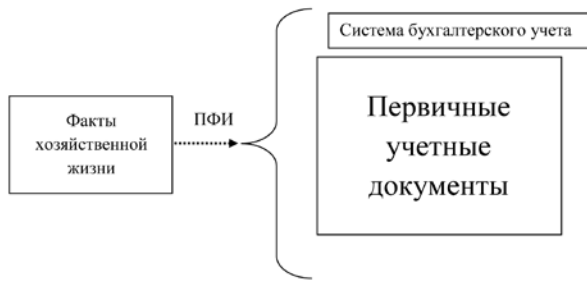 Система бухгалтерского учета
Факты
хозяйственной
жизни
ПФИ
Первичные
учетные
документы